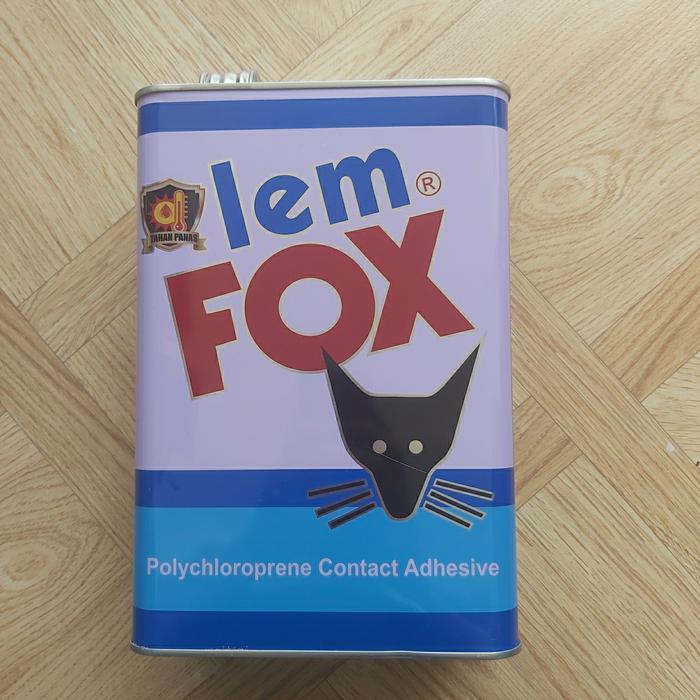 lem ®
TAHAN PANAS
FOX
Polychloroprene Contact Adhesive